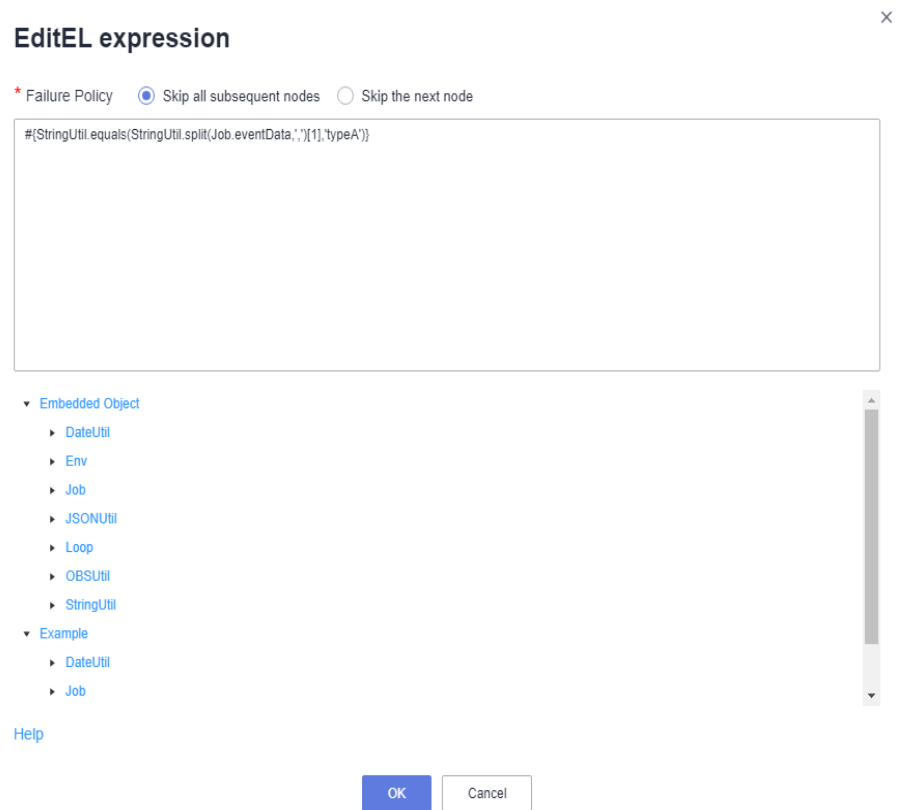 EditEL expression
* Failure Policy Skip all subsequent nodes Skip the next node
#{StringUtil.equals(StringUtil.split(Job.eventData,',')[1],'typeA')}
Embedded Object
DateUtil
Env
Job
JSONUtil
Loop
OBSUtil
StringUtil
Example
DateUtil
Job
Help
OK Cancel